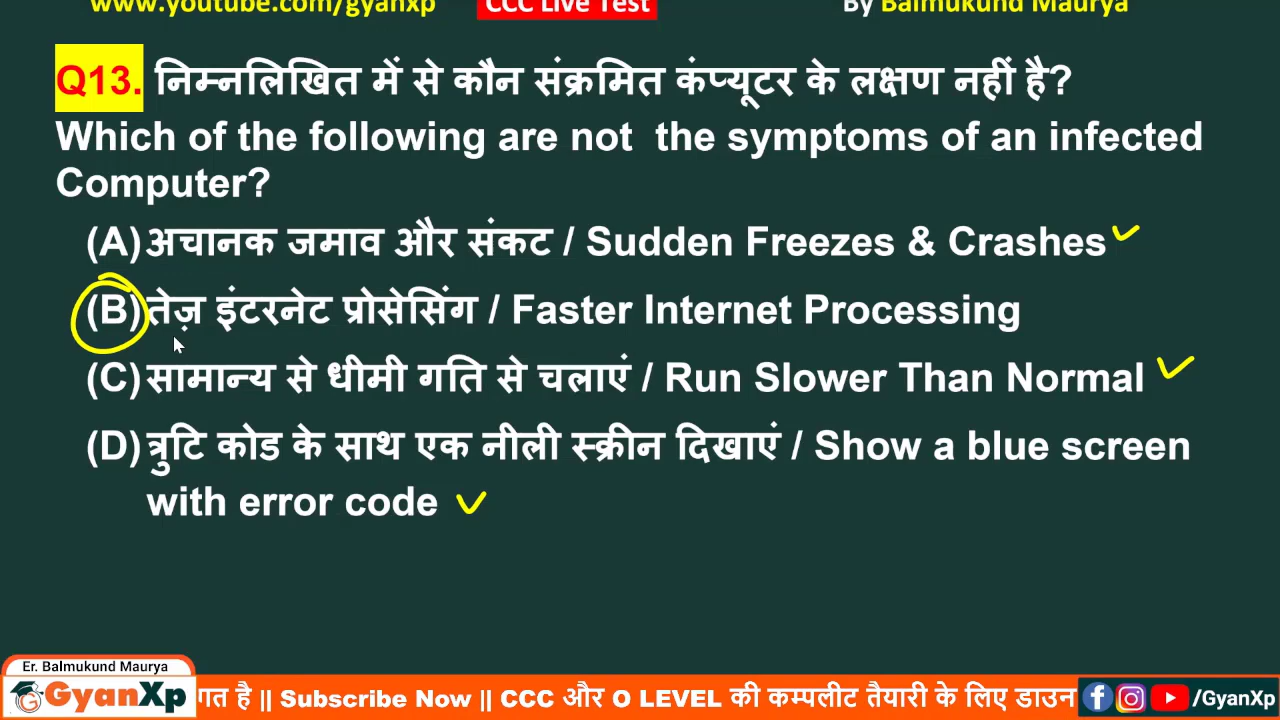 www.youtube.com/gyanxp CCC Live Test By Balmukund Maurya
Q13. निम्नलिखित में से कौन संक्रमित कंप्यूटर के लक्षण नहीं है?
Which of the following are not the symptoms of an infected
Computer?
(A) अचानक जमाव और संकट / Sudden Freezes & Crashes
(B) तेज़ इंटरनेट प्रोसेसिंग / Faster Internet Processing
(C) सामान्य से धीमी गति से चलाएं / Run Slower Than Normal
(D) त्रुटि कोड के साथ एक नीली स्क्रीन दिखाएं / Show a blue screen
with error code
Er. Balmukund Maurya
GyanXp गत है || Subscribe Now || CCC और O LEVEL की कम्पलीट तैयारी के लिए डाउन /GyanXp